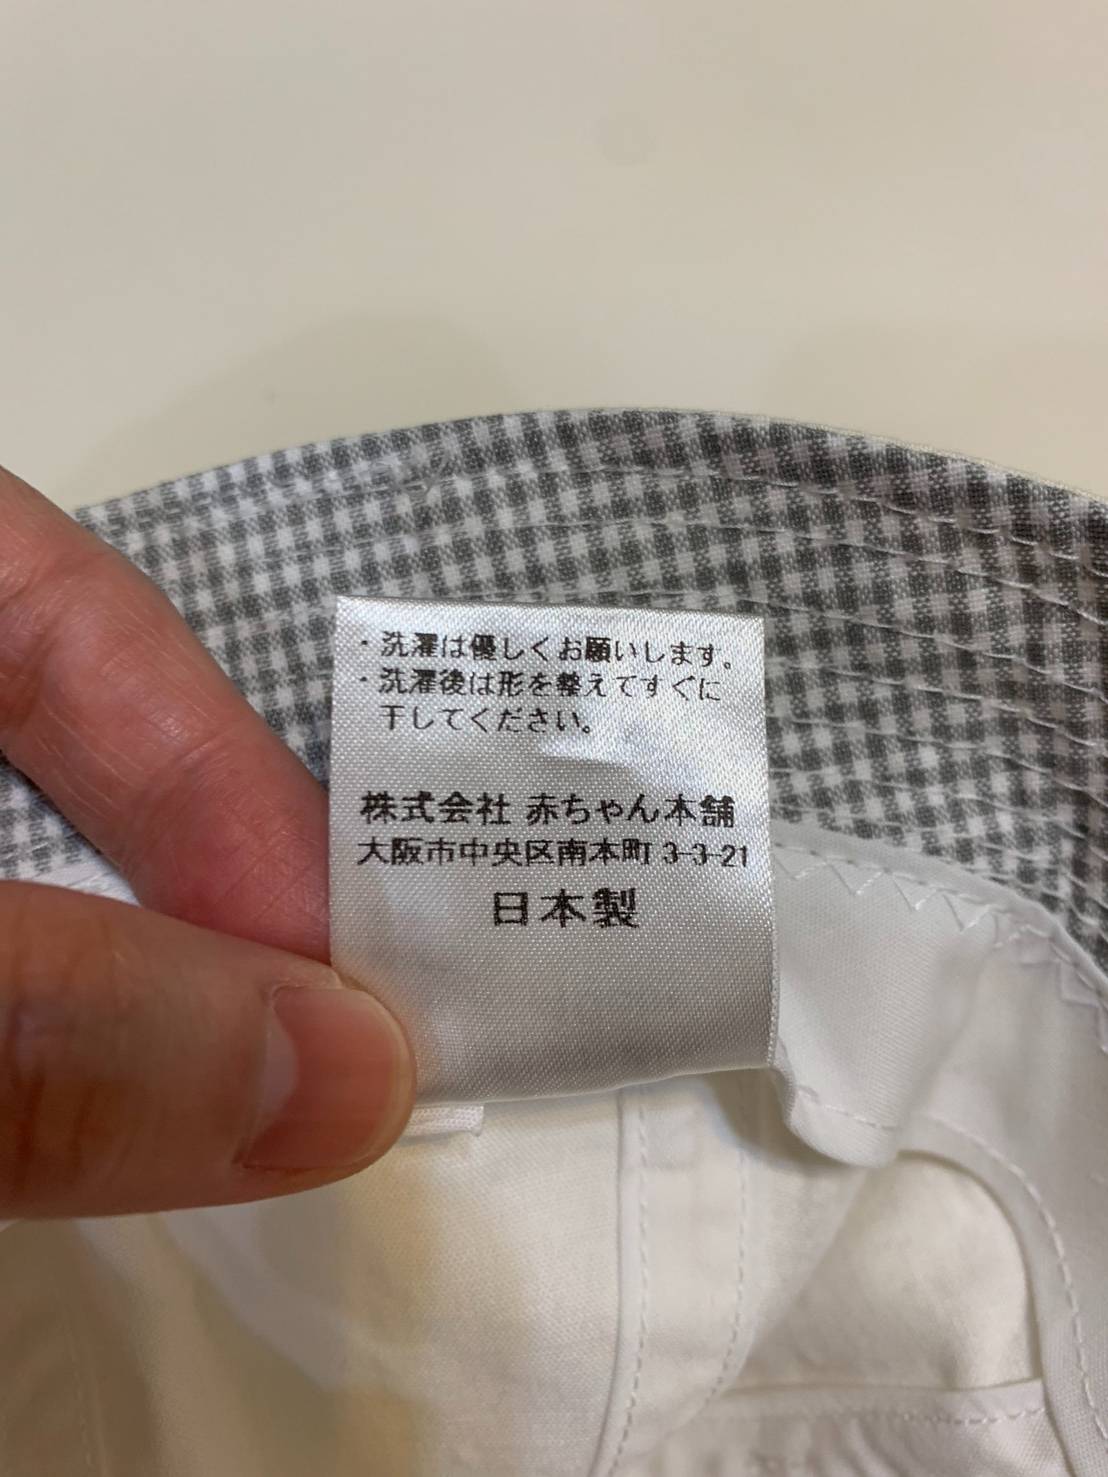 ・洗濯は優しくお願いします。
・洗濯後は形を整えてすぐに
干してください。
株式会社 赤ちゃん本舗
大阪市中央区南本町 3-3-21
日本製